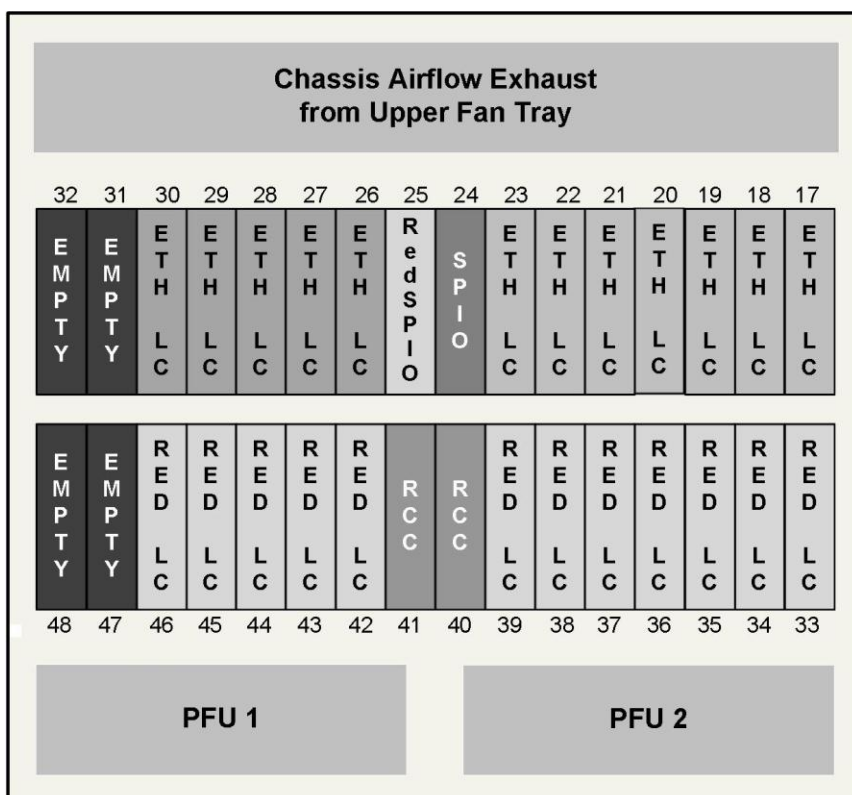 Chassis Airflow Exhaust
from Upper Fan Tray
32 31 30 29 28 27 26 25 24 23 22 21 20 19 18 17
EMPTY EMPTY ETH LC ETH LC ETH LC ETH LC ETH LC RedSPIO SPIO ETH LC ETH LC ETH LC ETH LC ETH LC ETH LC ETH LC
EMPTY EMPTY RED LC RED LC RED LC RED LC RED LC RCC RCC RED LC RED LC RED LC RED LC RED LC RED LC RED LC
48 47 46 45 44 43 42 41 40 39 38 37 36 35 34 33
PFU 1 PFU 2